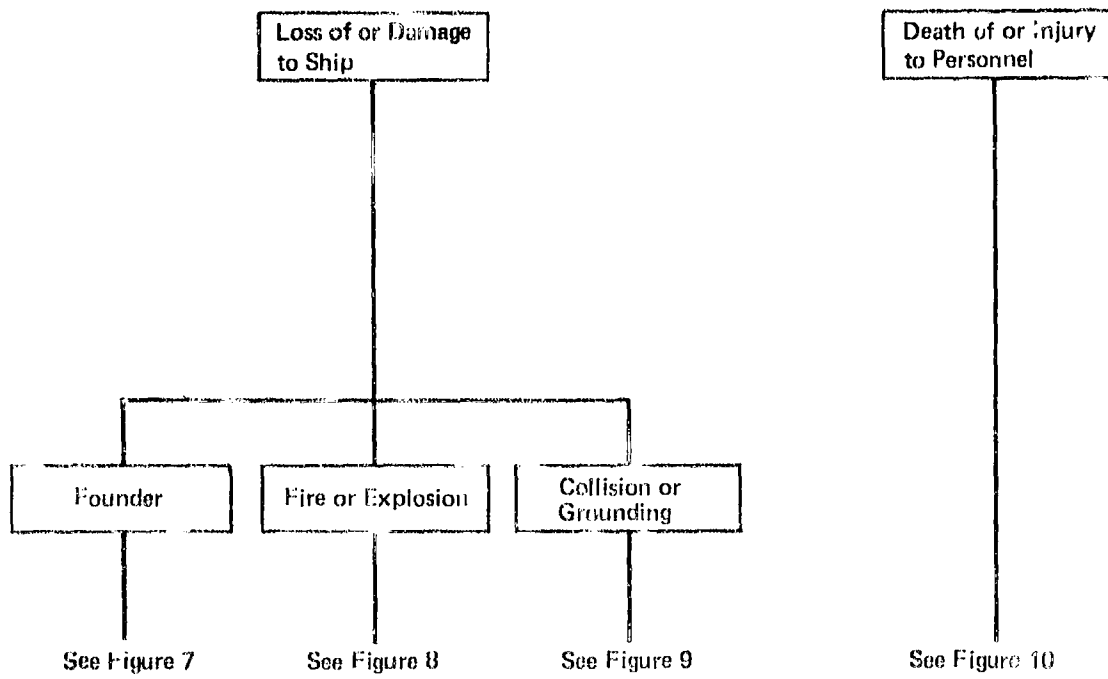 Loss of or Damage
to Ship
Death of or Injury
to Personnel
Founder
Fire or Explosion
Collision or
Grounding
See Figure 7
See Figure 8
See Figure 9
See Figure 10